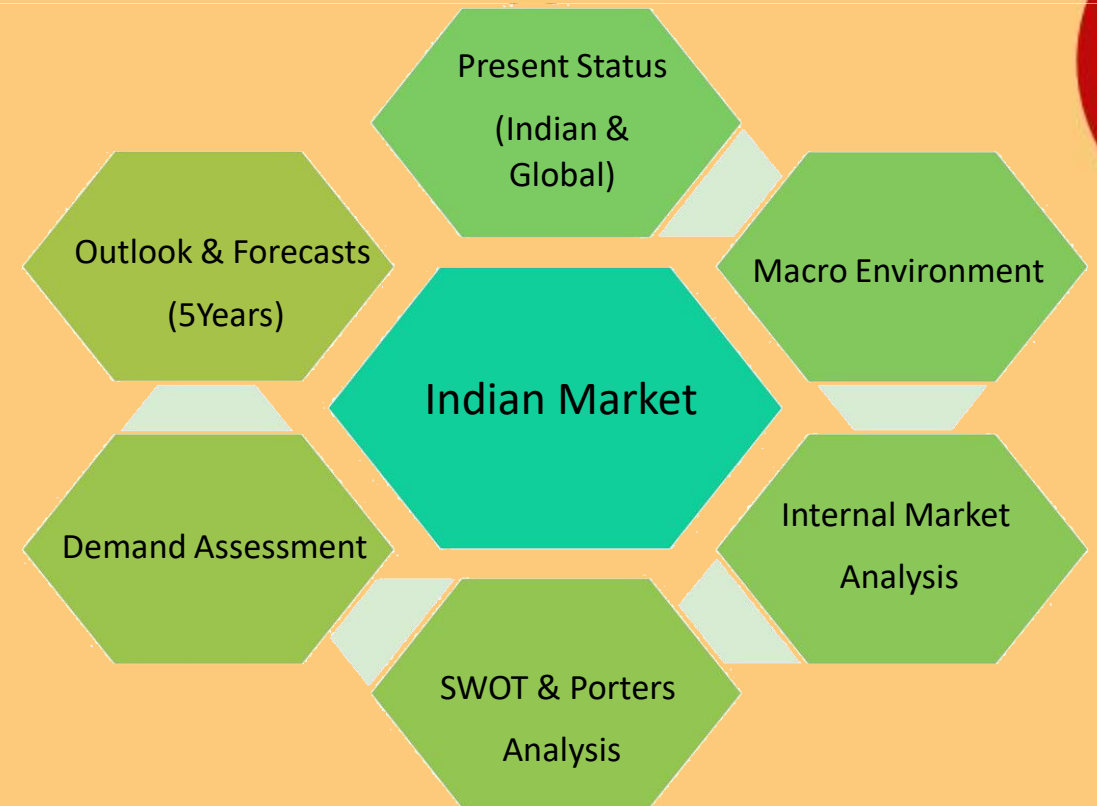 Present Status
(Indian &
Global)
Macro Environment
Internal Market
Analysis
SWOT & Porters
Analysis
Demand Assessment
Outlook & Forecasts
(5Years)
Indian Market